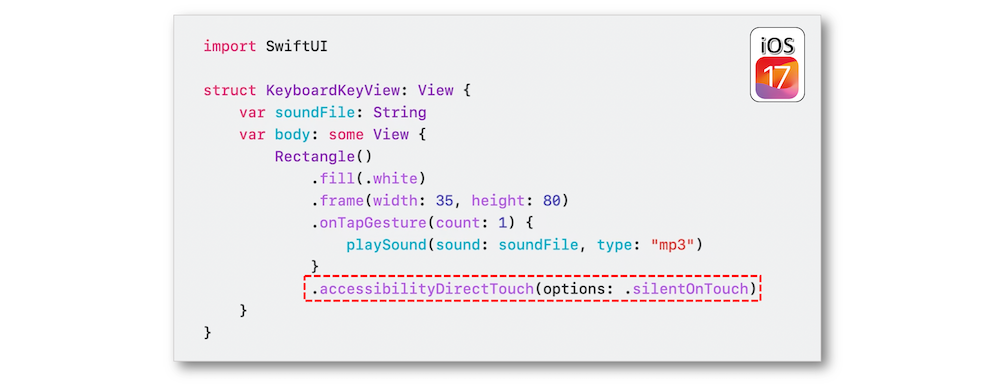 import SwiftUI
iOS
17
struct KeyboardKeyView: View {
    var soundFile: String
    var body: some View {
        Rectangle()
            .fill(.white)
            .frame(width: 35, height: 80)
            .onTapGesture(count: 1) {
                playSound(sound: soundFile, type: "mp3")
            }
            .accessibilityDirectTouch(options: .silentOnTouch)
    }
}